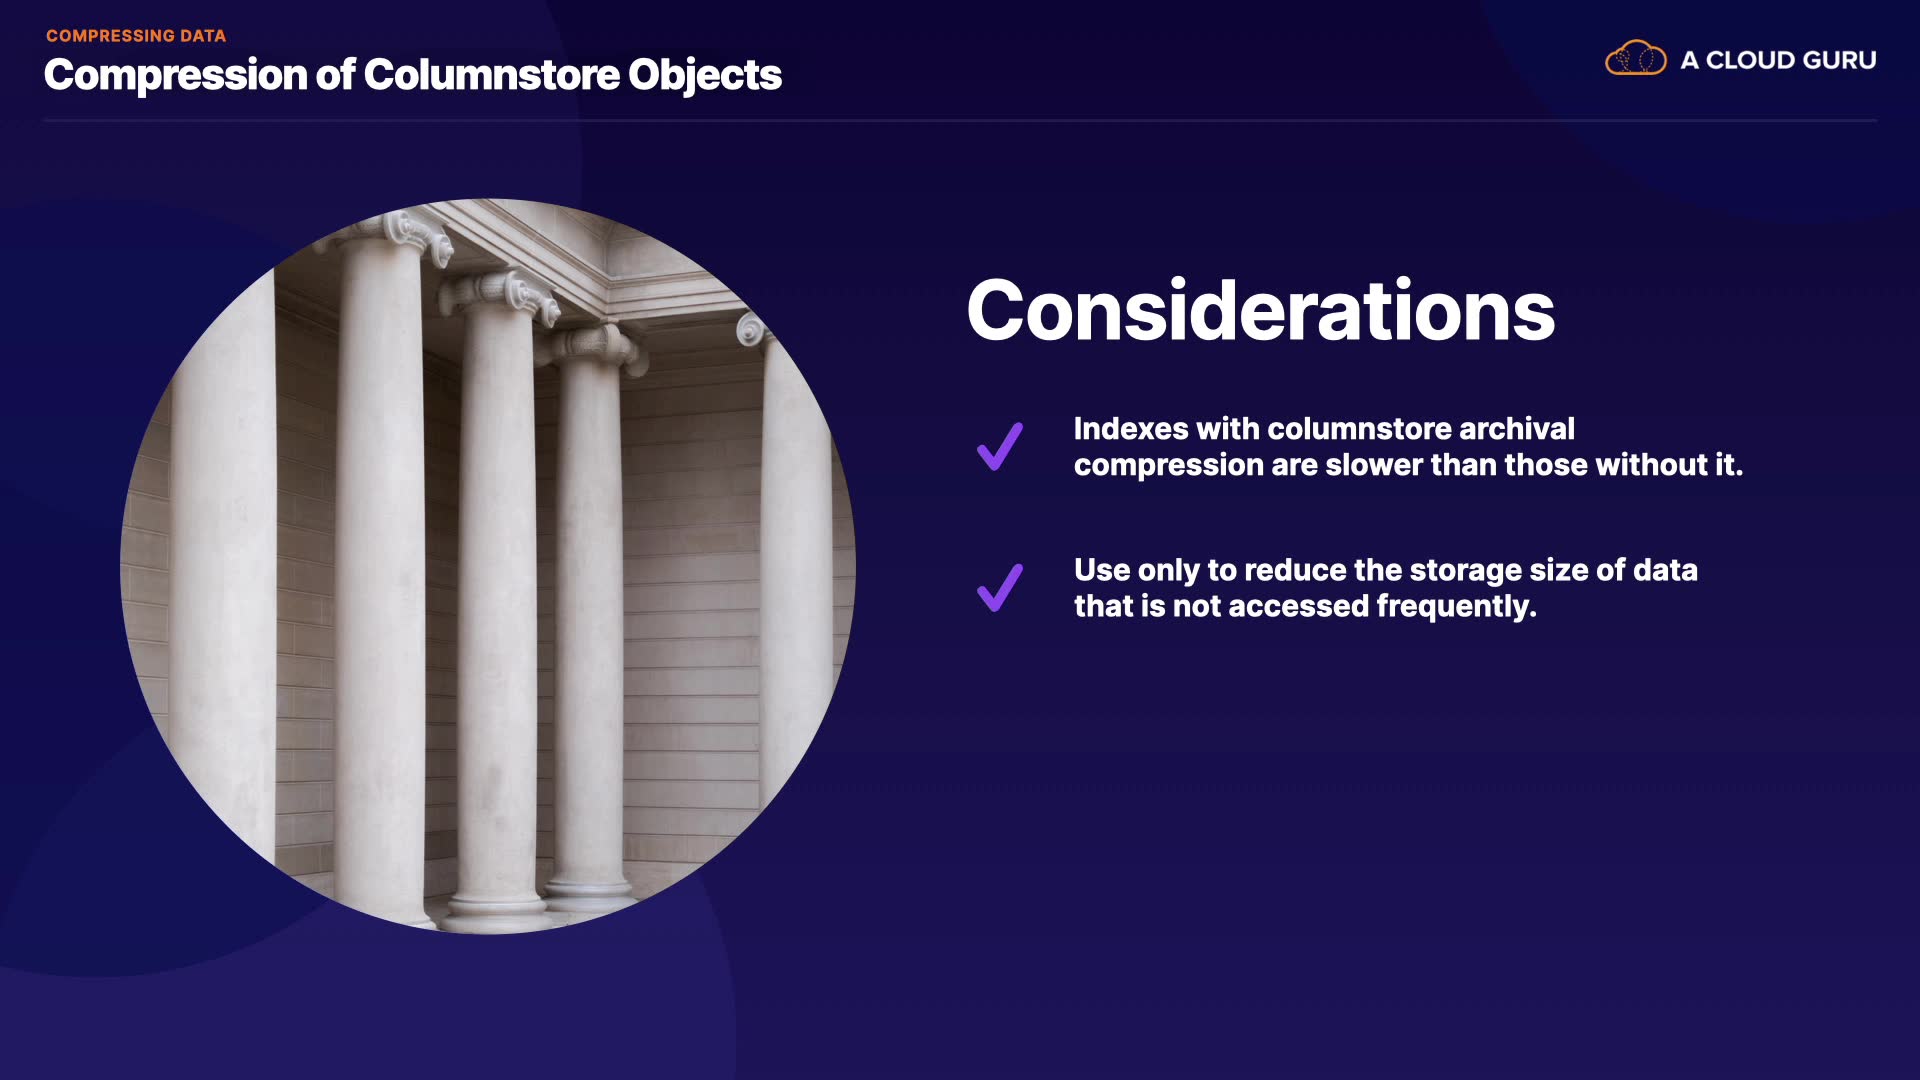 COMPRESSING DATA
Compression of Columnstore Objects
A CLOUD GURU
Considerations
Indexes with columnstore archival
compression are slower than those without it.
Use only to reduce the storage size of data
that is not accessed frequently.